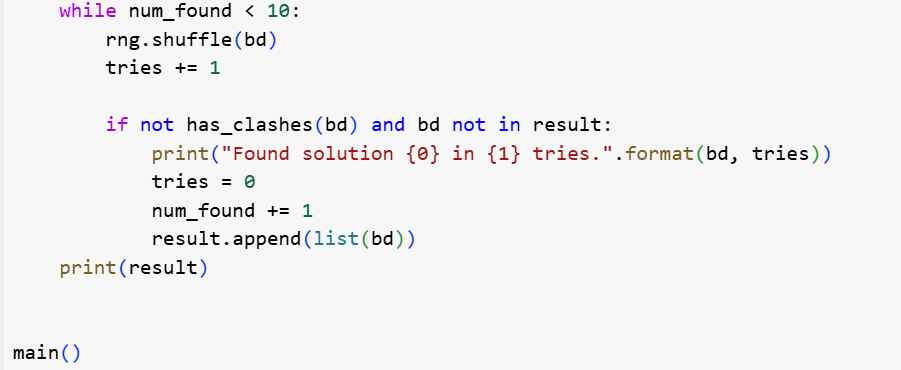 while num_found < 10:
rng.shuffle(bd)
tries += 1
if not has_clashes(bd) and bd not in result:
print("Found solution {0} in {1} tries.".format(bd, tries))
tries = 0
num_found += 1
result.append(list(bd))
print(result)
main()